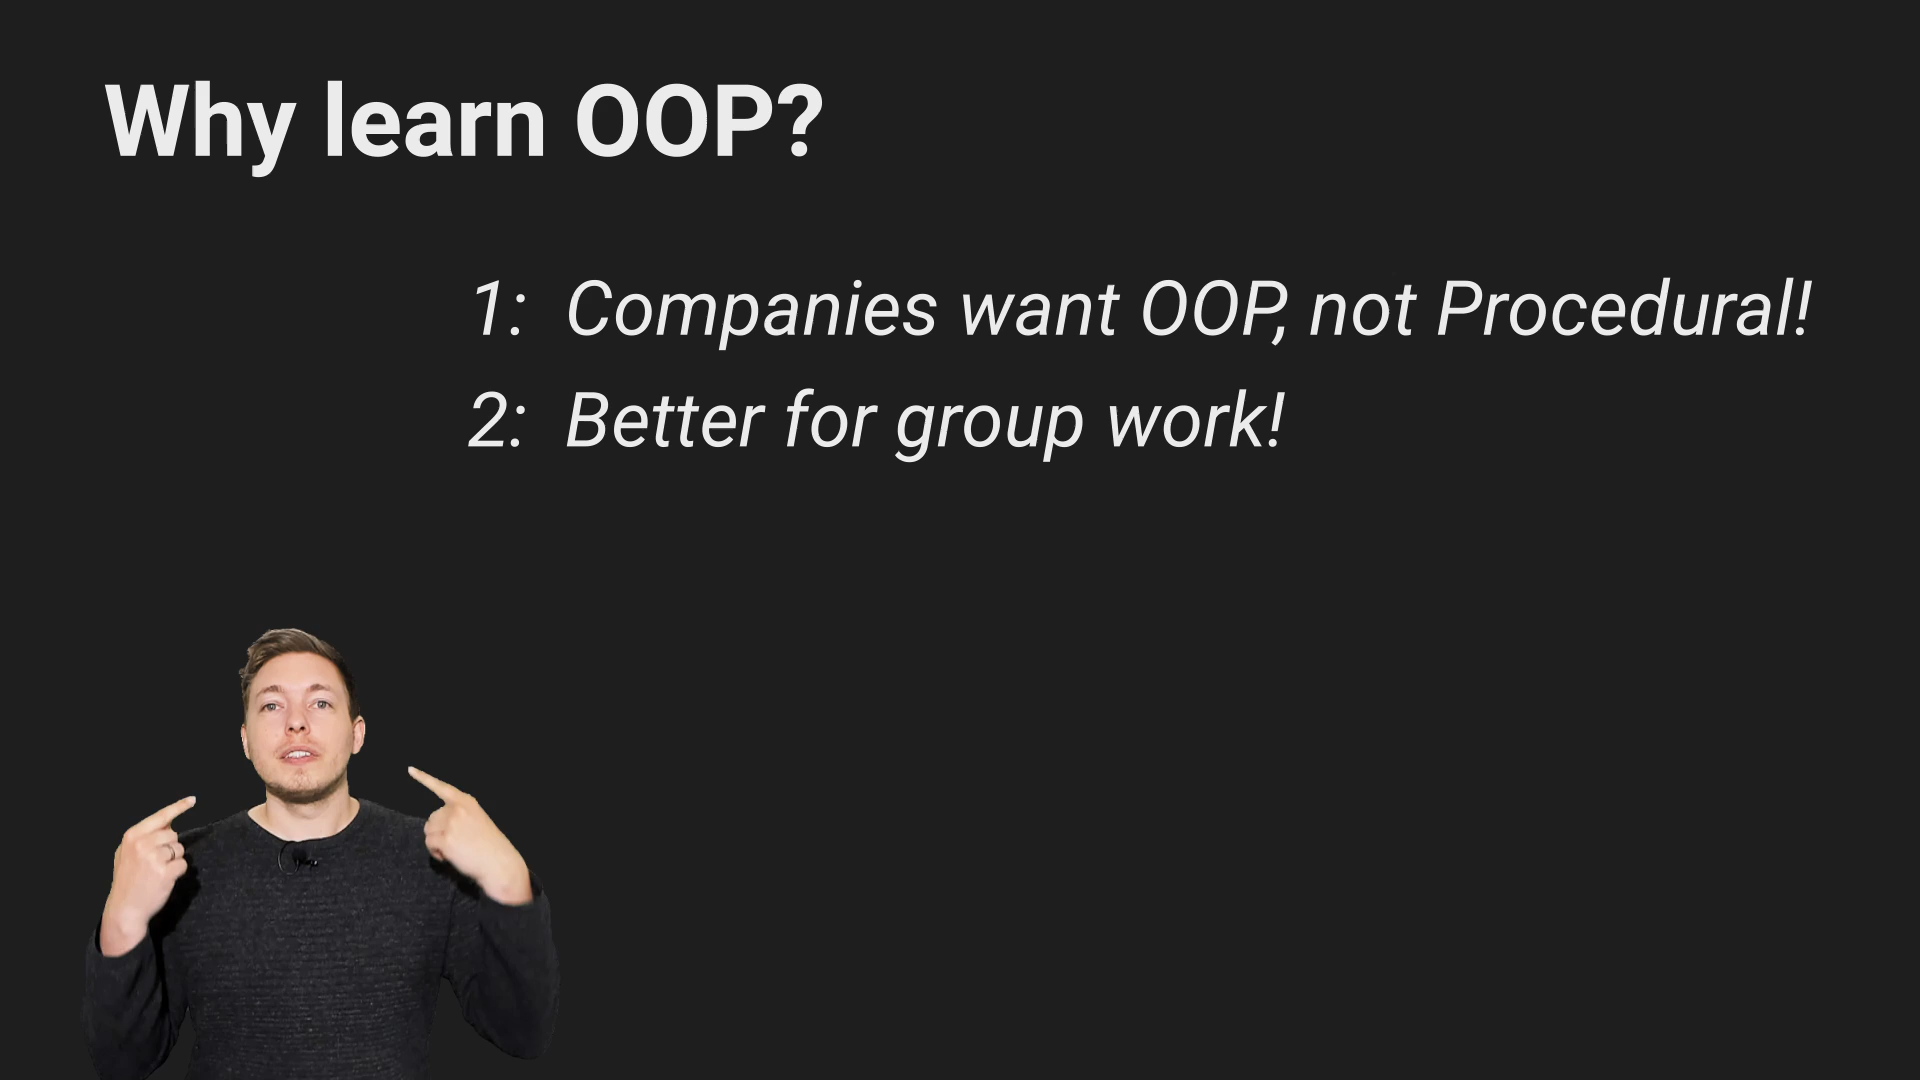 Why learn OOP?
1: Companies want OOP, not Procedural!
2: Better for group work!